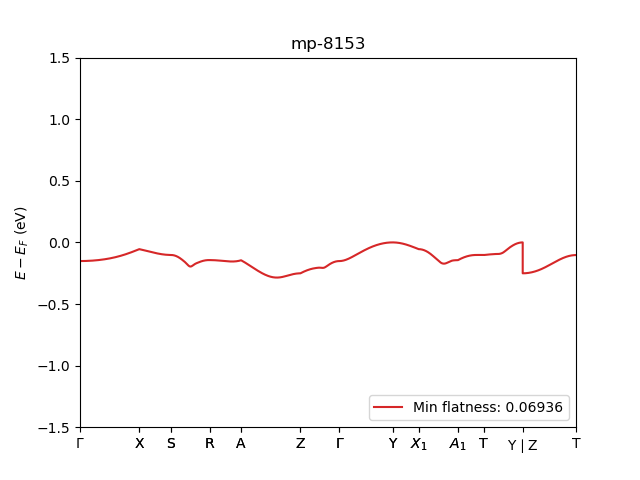 mp-8153
1.5
1.0
0.5
0.0
−0.5
−1.0
−1.5
E − E_F (eV)
Min flatness: 0.06936
Γ X S R A Z Γ Y X₁ A₁ T Y | Z T